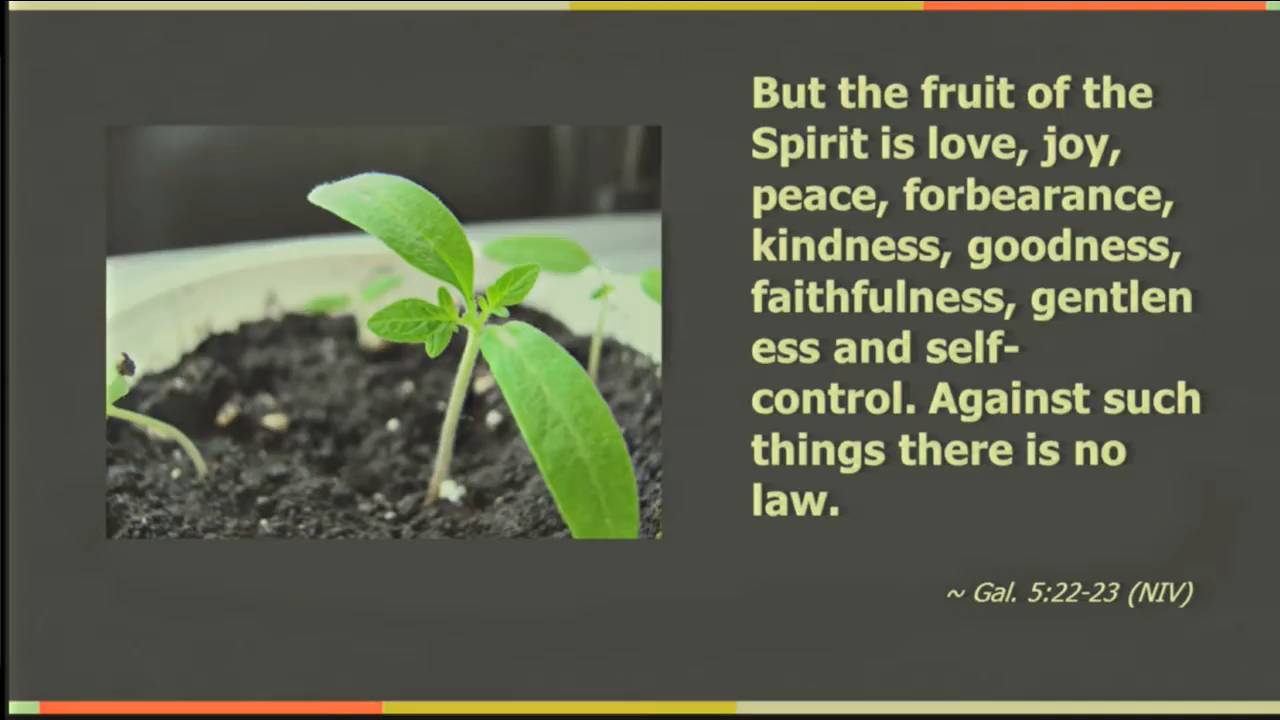 But the fruit of the
Spirit is love, joy,
peace, forbearance,
kindness, goodness,
faithfulness, gentlen
ess and self-
control. Against such
things there is no
law.
~ Gal. 5:22-23 (NIV)